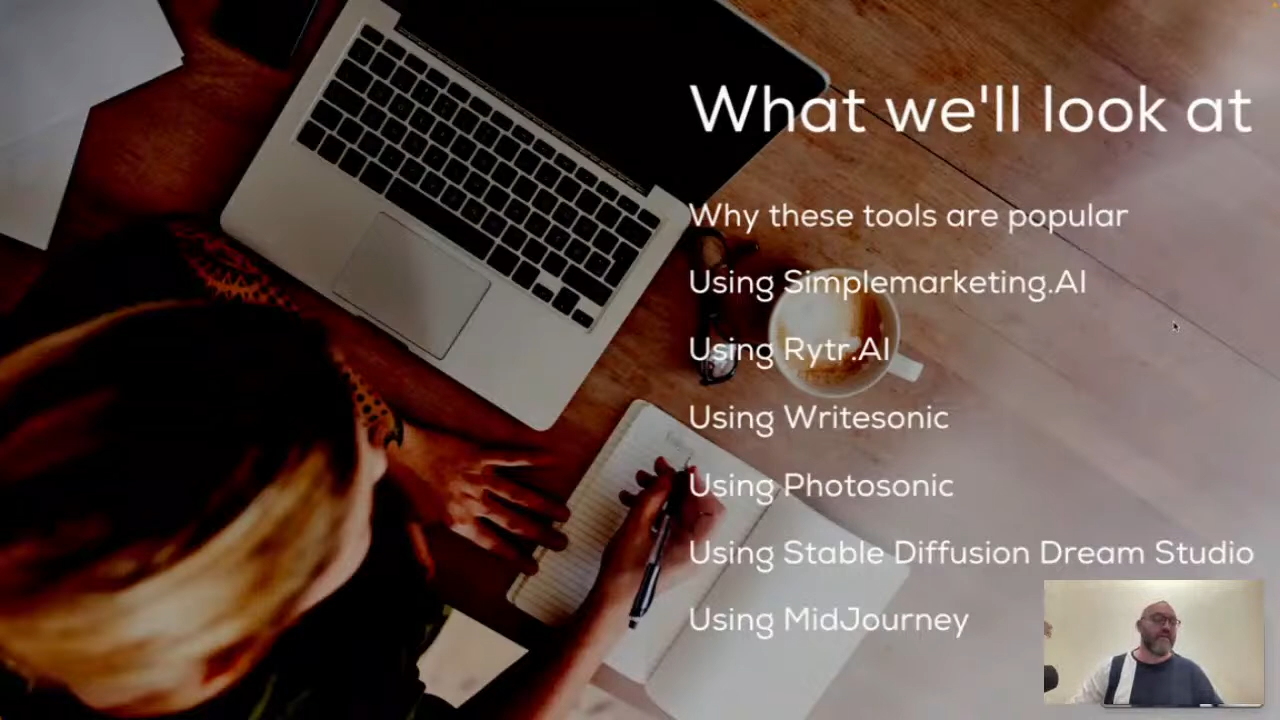 What we'll look at
Why these tools are popular
Using Simplemarketing.AI
Using Rytr.AI
Using Writesonic
Using Photosonic
Using Stable Diffusion Dream Studio
Using MidJourney